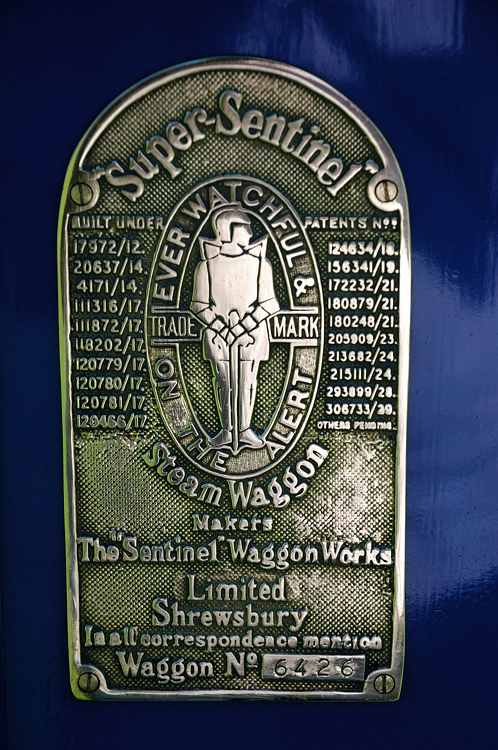 "Super-Sentinel"
EVER WATCHFUL &
ON THE ALERT
TRADE MARK
BUILT UNDER
17972/12.
20637/14.
4171/14.
111316/17.
111872/17.
118202/17.
120779/17.
120780/17.
120781/17.
120466/17.
PATENTS Nos.
124634/18.
156341/19.
172232/21.
180879/21.
180248/21.
205909/23.
213682/24.
215111/24.
293899/28.
306733/29.
OTHERS PENDING.
Steam Waggon
Makers
The "Sentinel" Waggon Works
Limited
Shrewsbury
In all correspondence mention
Waggon No 6426